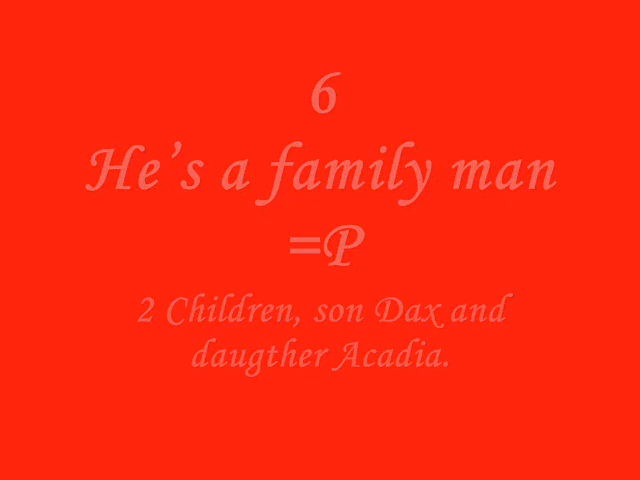 6
He’s a family man
=P
2 Children, son Dax and
daugther Acadia.